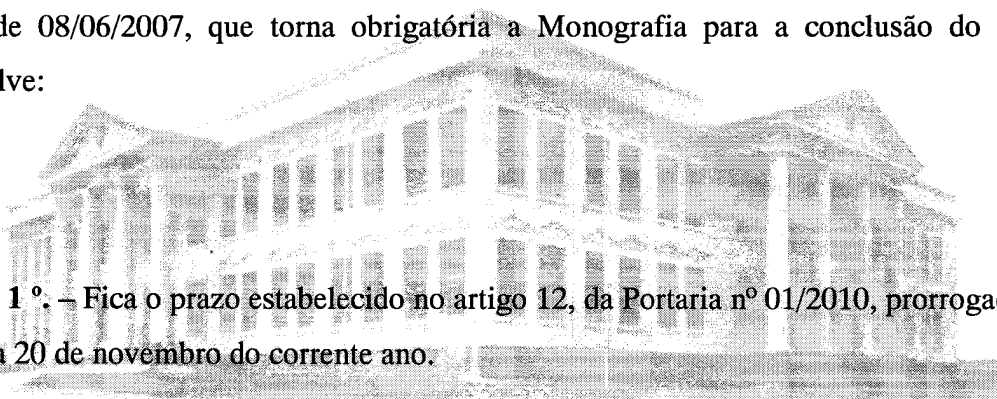 de 08/06/2007, que torna obrigatória a Monografia para a conclusão do
lve:
1 º. – Fica o prazo estabelecido no artigo 12, da Portaria nº 01/2010, prorroga
20 de novembro do corrente ano.